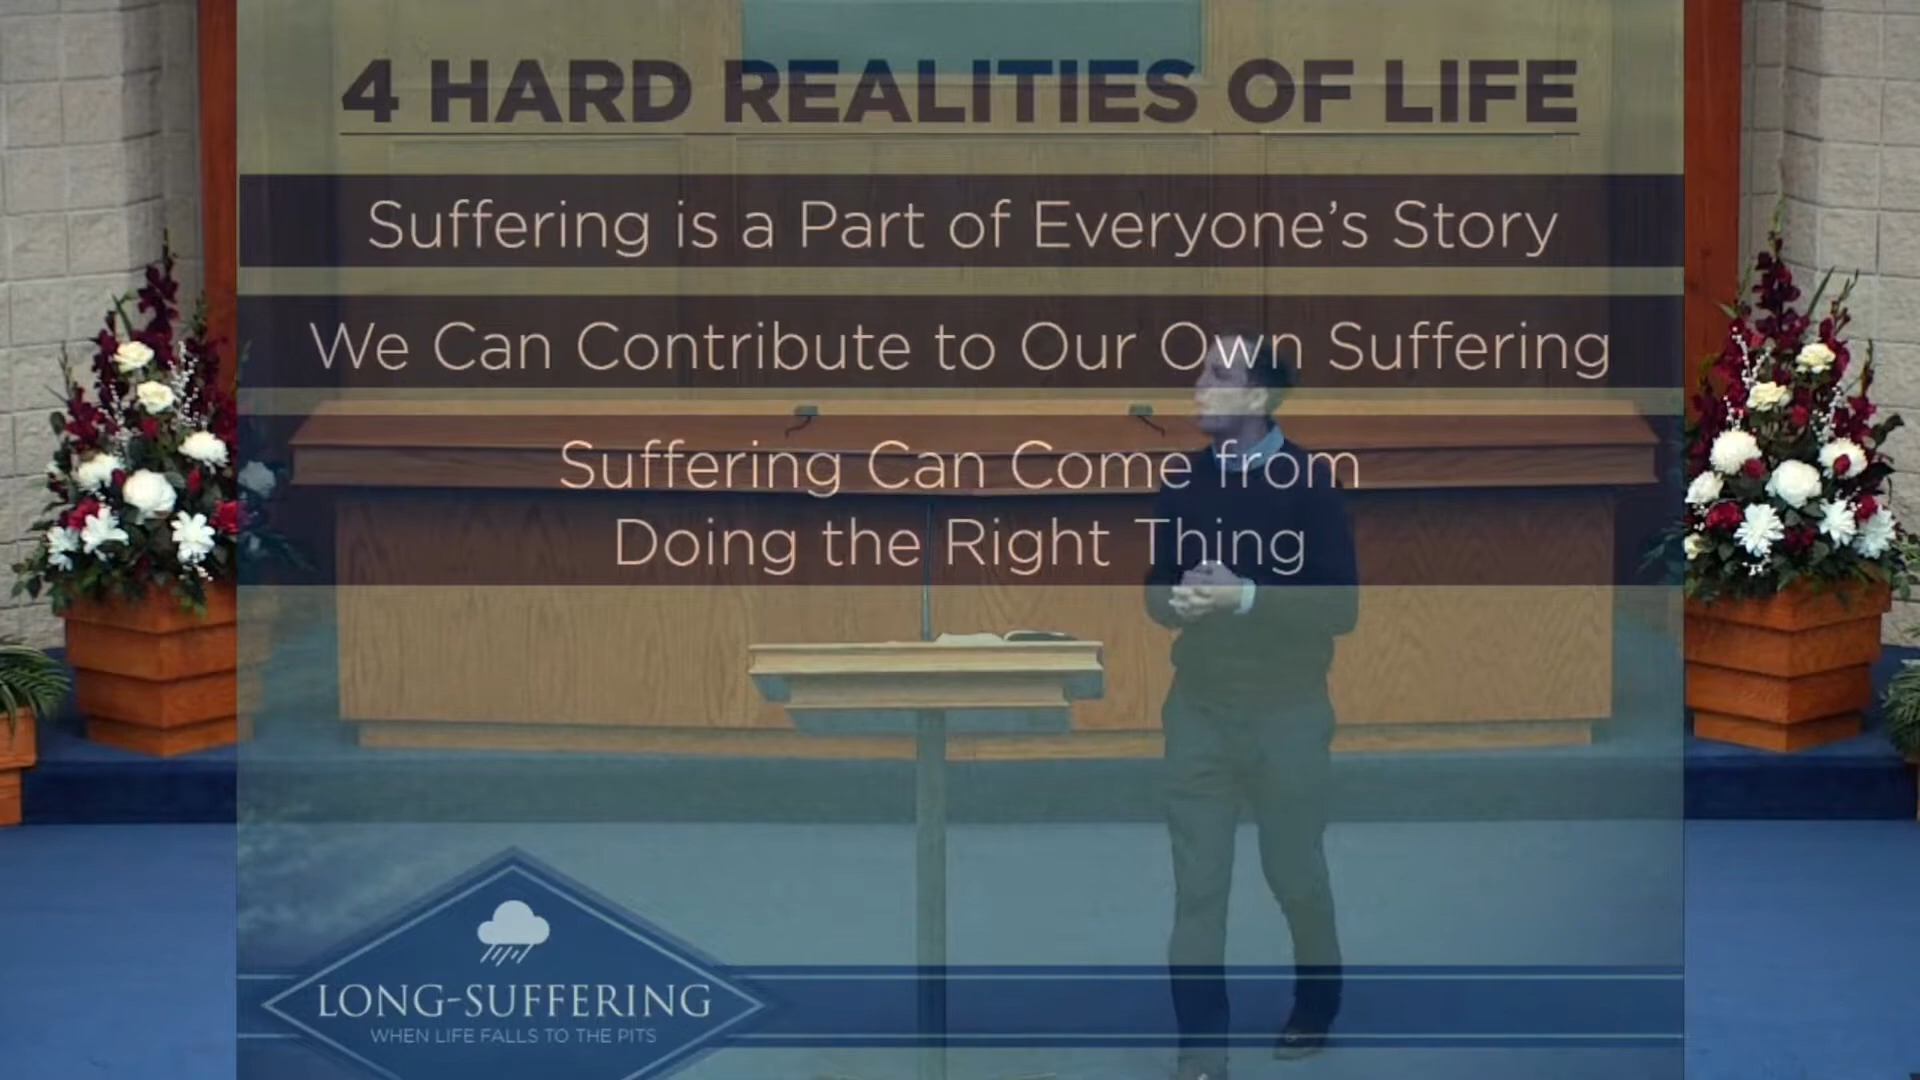 4 HARD REALITIES OF LIFE
Suffering is a Part of Everyone’s Story
We Can Contribute to Our Own Suffering
Suffering Can Come from
Doing the Right Thing
LONG-SUFFERING
WHEN LIFE FALLS TO THE PITS